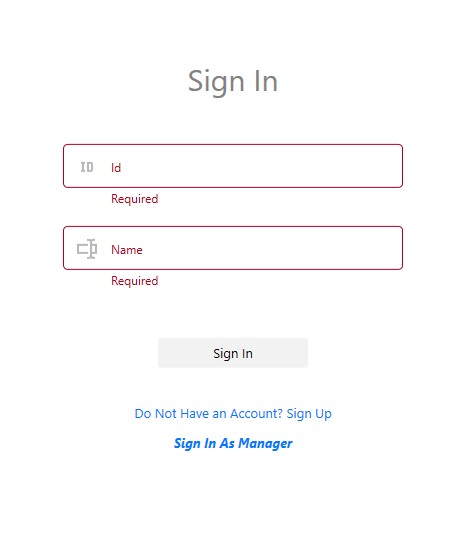 Sign In
ID Id
Required
Name
Required
Sign In
Do Not Have an Account? Sign Up
Sign In As Manager